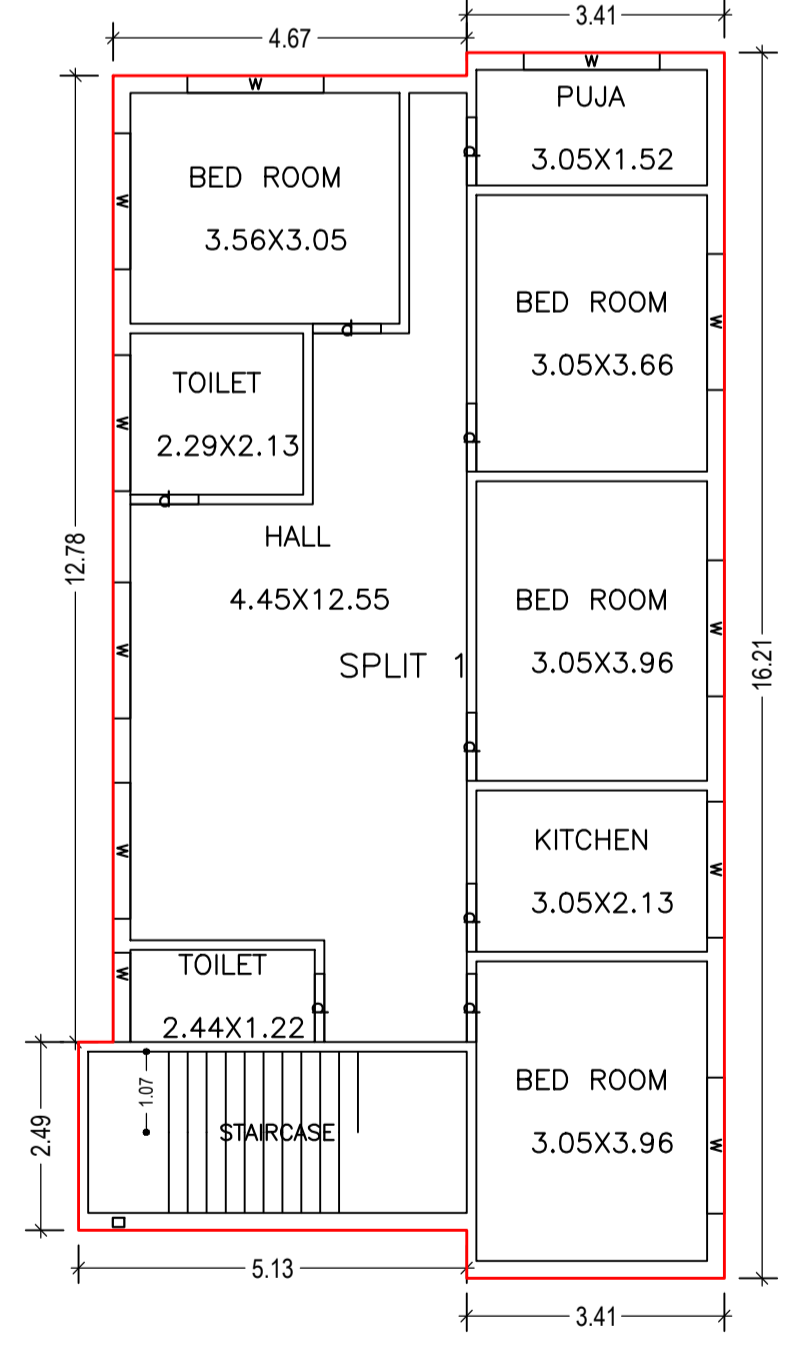 3.41
4.67
W
W
PUJA
3.05X1.52
d
BED ROOM
3.56X3.05
W
BED ROOM
3.05X3.66
W
d
d
TOILET
2.29X2.13
W
d
HALL
4.45X12.55
12.78
BED ROOM
3.05X3.96
W
W
SPLIT 1
16.21
d
W
KITCHEN
3.05X2.13
W
d
TOILET
2.44X1.22
W
d
d
1.07
STAIRCASE
2.49
BED ROOM
3.05X3.96
W
5.13
3.41